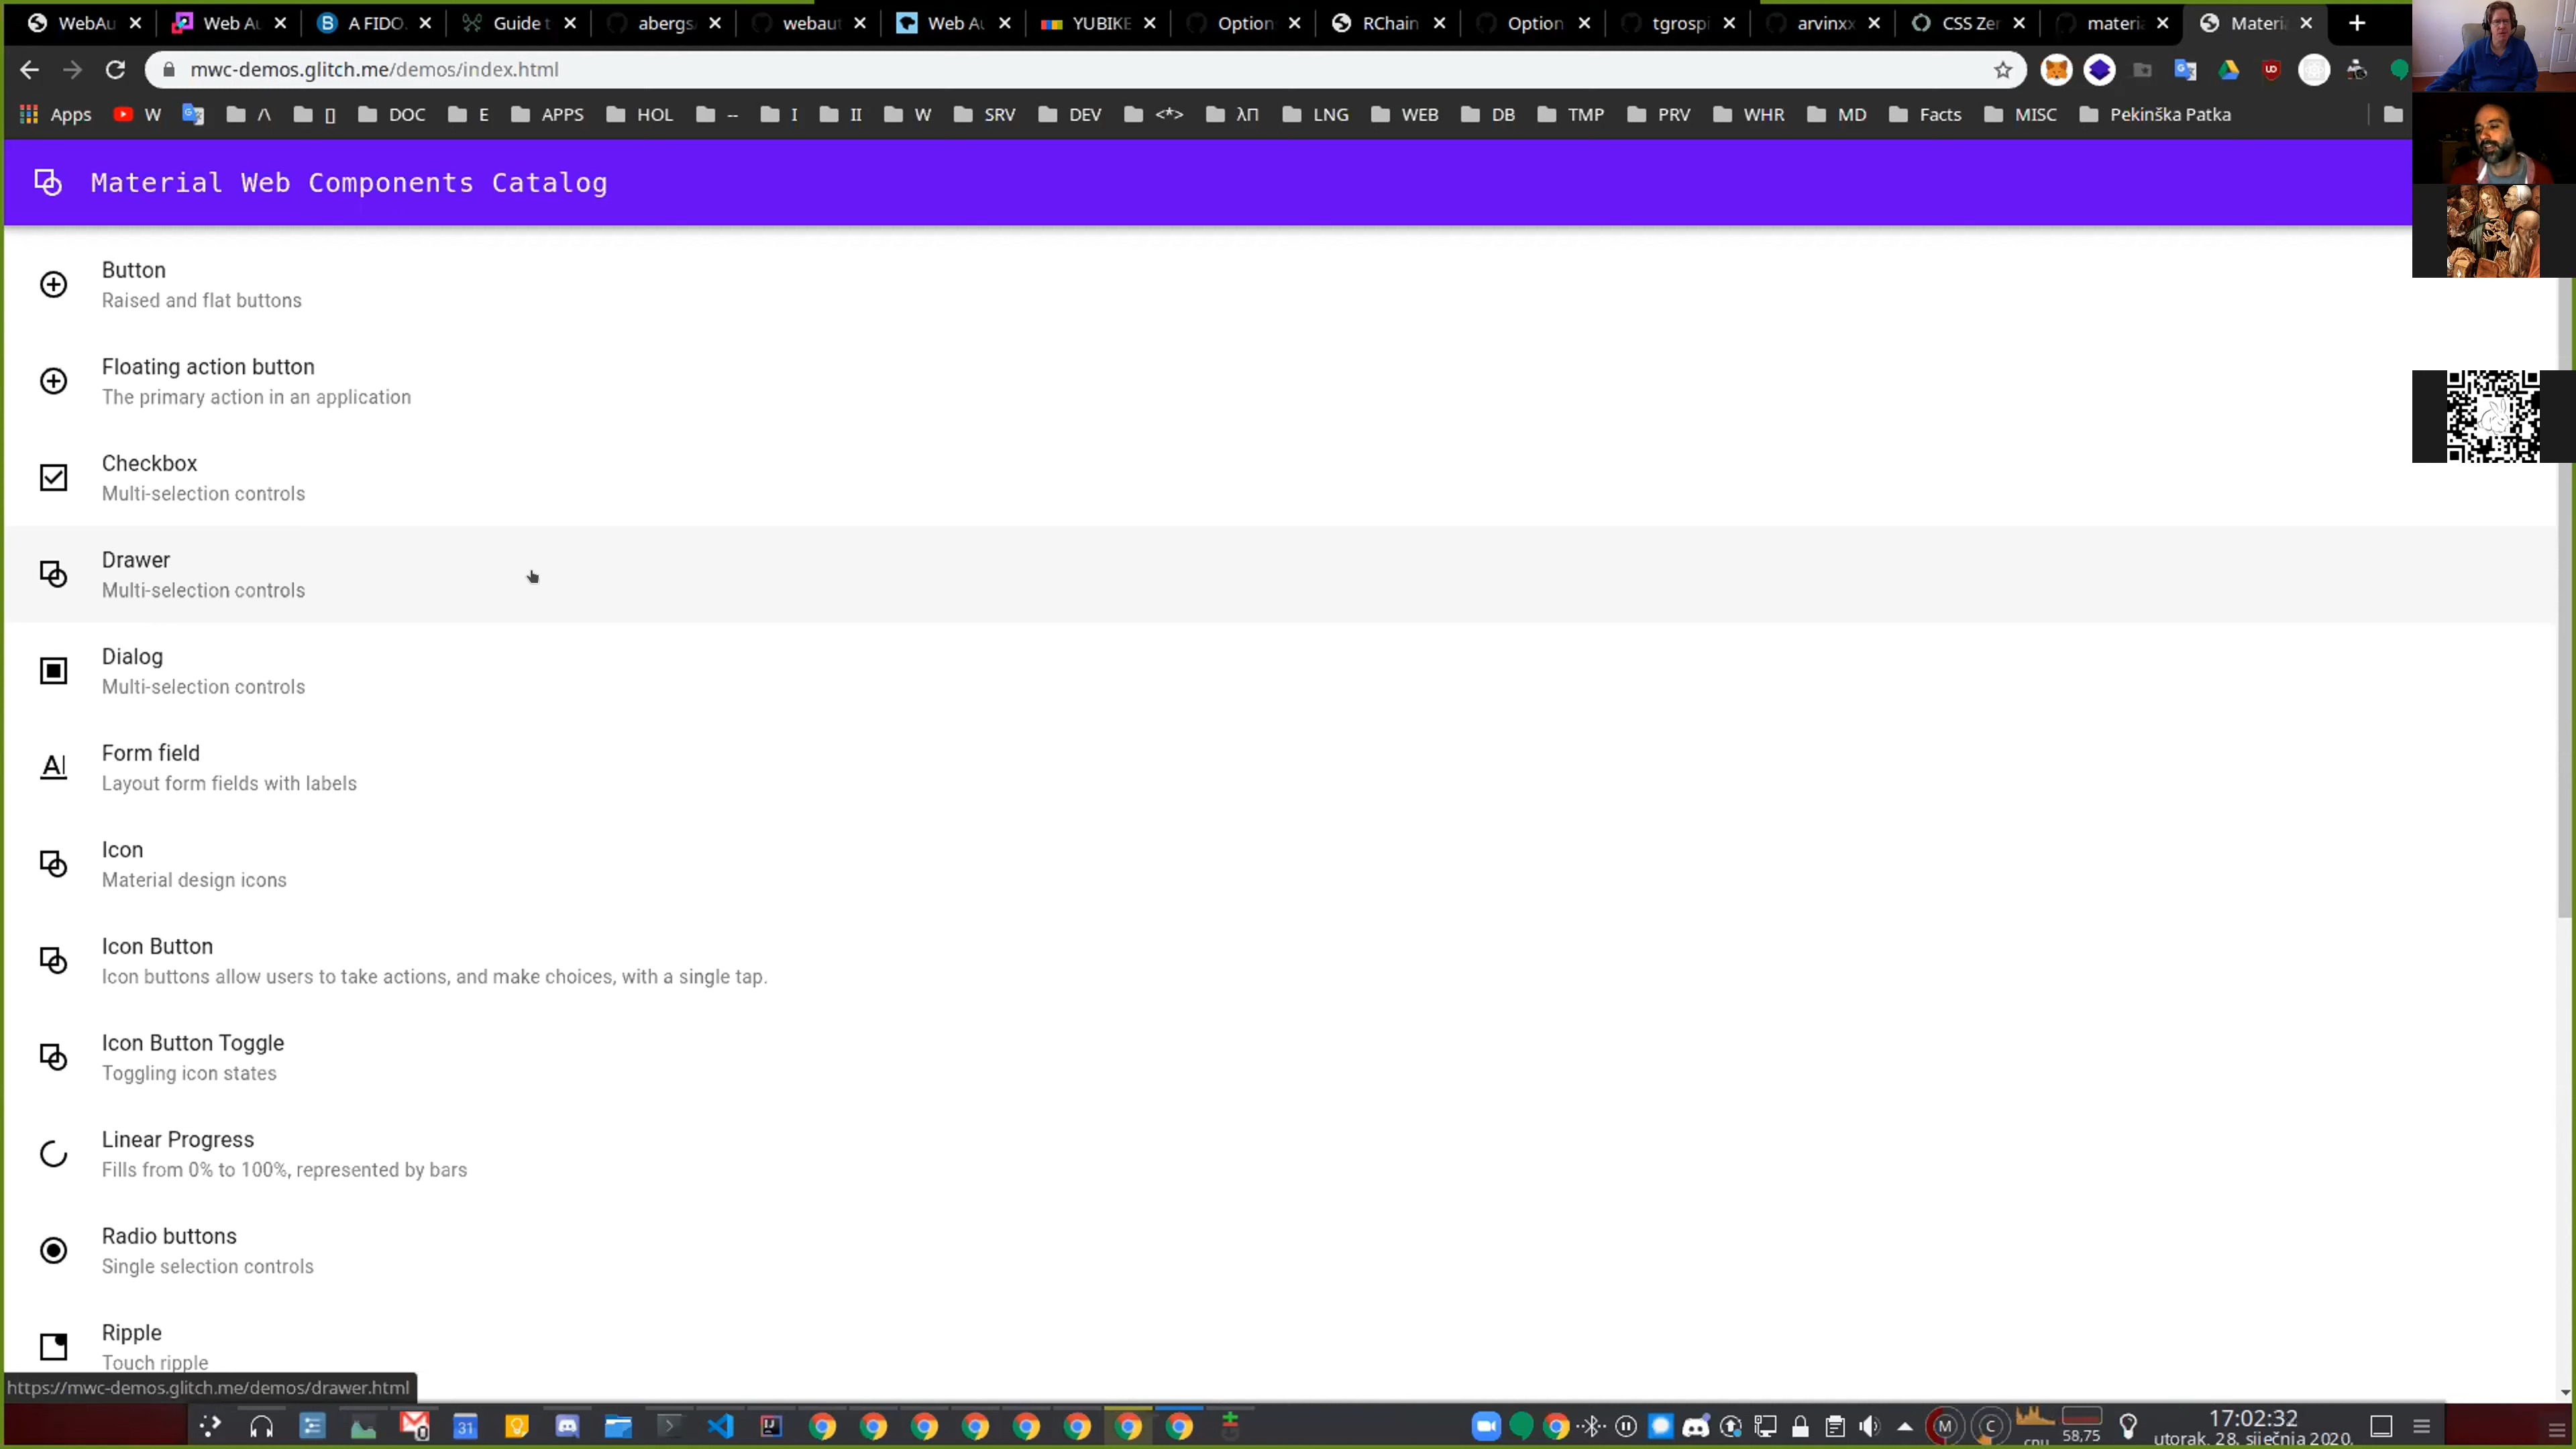 WebAu Web Au A FIDO. Guide t abergs webaut Web Au YUBIKE Option RChain Option tgrospi arvinxx CSS Zer materia Materi
mwc-demos.glitch.me/demos/index.html
Apps W /\ [] DOC E APPS HOL -- I II W SRV DEV <*> λΠ LNG WEB DB TMP PRV WHR MD Facts MISC Pekinška Patka
Material Web Components Catalog
Button
Raised and flat buttons
Floating action button
The primary action in an application
Checkbox
Multi-selection controls
Drawer
Multi-selection controls
Dialog
Multi-selection controls
Form field
Layout form fields with labels
Icon
Material design icons
Icon Button
Icon buttons allow users to take actions, and make choices, with a single tap.
Icon Button Toggle
Toggling icon states
Linear Progress
Fills from 0% to 100%, represented by bars
Radio buttons
Single selection controls
Ripple
Touch ripple
https://mwc-demos.glitch.me/demos/drawer.html
31 M C cpu 58,75 17:02:32
utorak, 28. siječnja 2020.